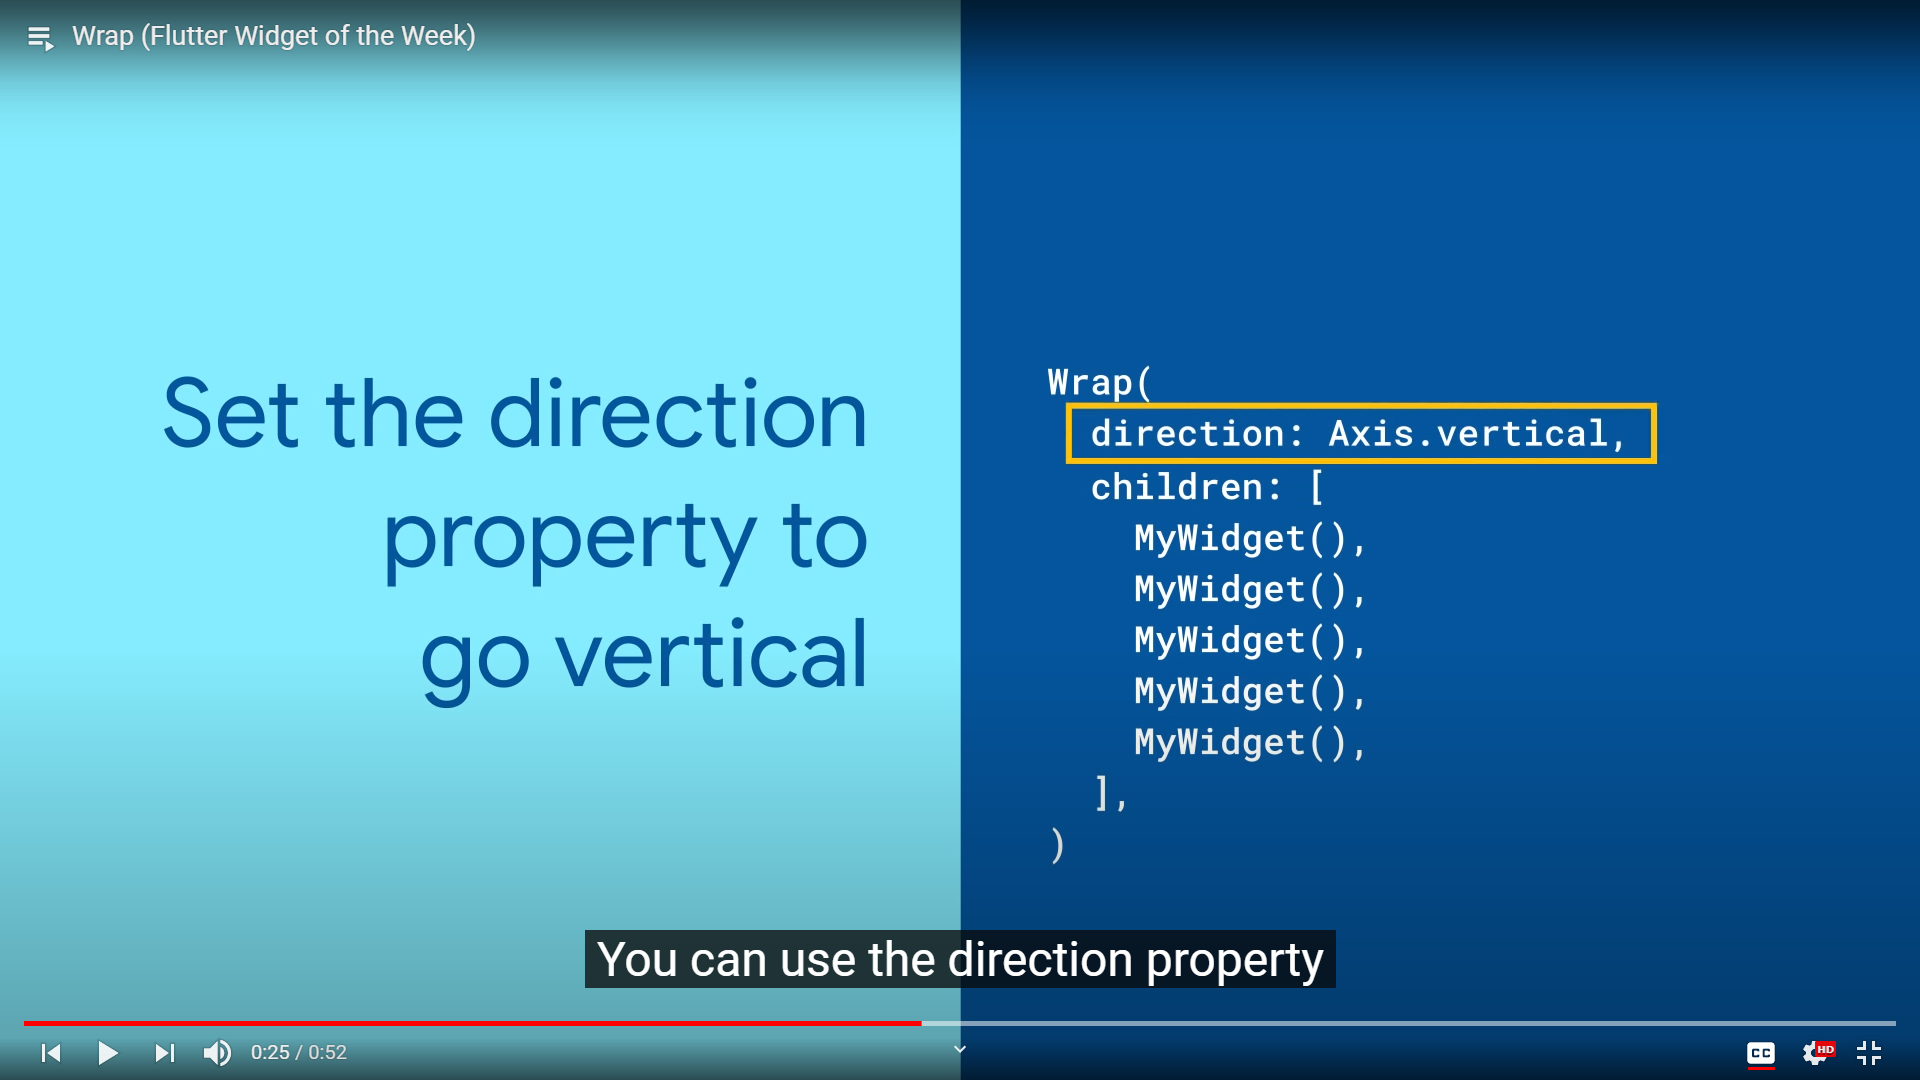 Wrap (Flutter Widget of the Week)
Set the direction
property to
go vertical
Wrap(
direction: Axis.vertical,
children: [
MyWidget(),
MyWidget(),
MyWidget(),
MyWidget(),
MyWidget(),
],
)
You can use the direction property
0:25 / 0:52
CC
HD